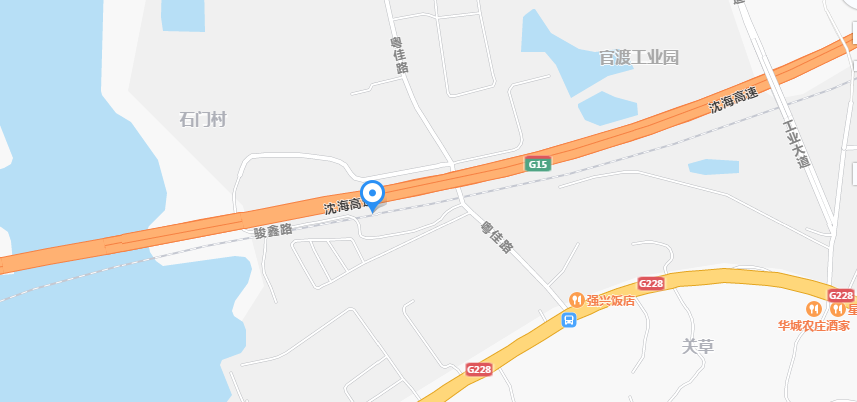 粤佳路
官渡工业园
石门村
沈海高速
工业大道
G15
沈海高
骏鑫路
粤佳路
G228
强兴饭店
G228
华城农庄酒家
星
关草
G228